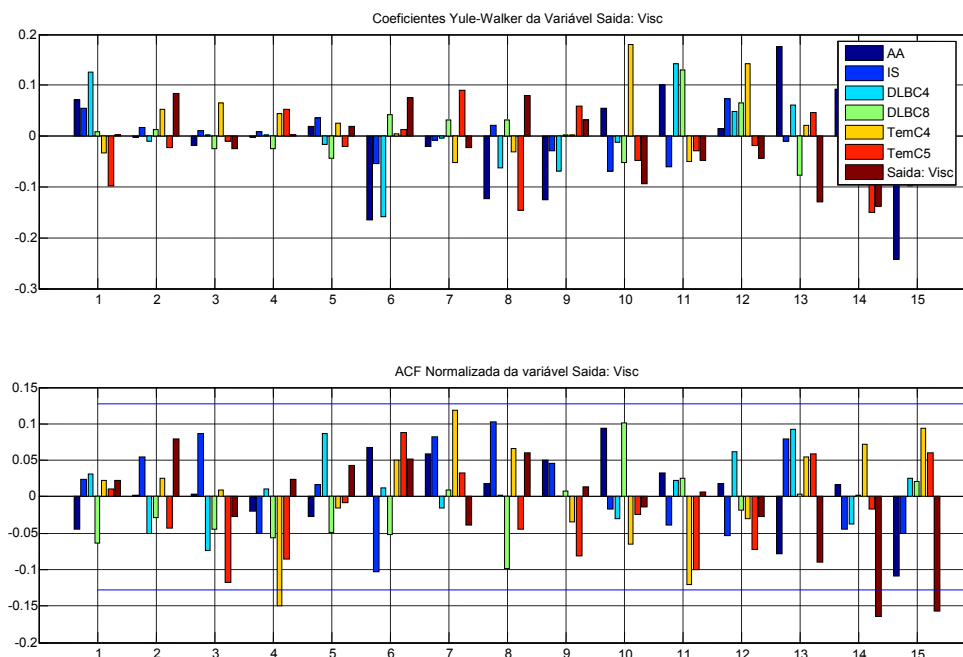 Coeficientes Yule-Walker da Variável Saida: Visc
0.2
0.1
0
-0.1
-0.2
-0.3
AA
IS
DLBC4
DLBC8
TemC4
TemC5
Saida: Visc
1 2 3 4 5 6 7 8 9 10 11 12 13 14 15
ACF Normalizada da variável Saida: Visc
0.15
0.1
0.05
0
-0.05
-0.1
-0.15
-0.2
1 2 3 4 5 6 7 8 9 10 11 12 13 14 15